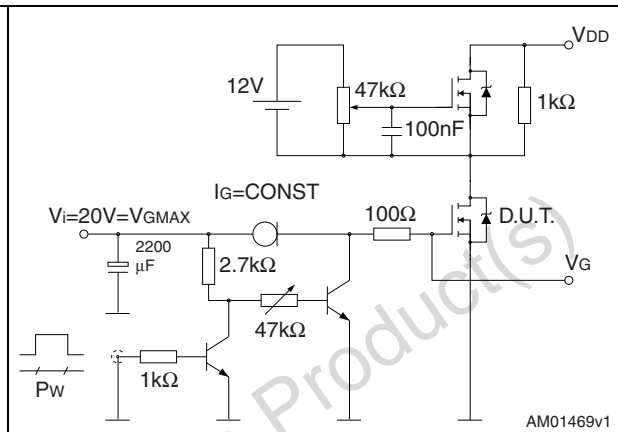 VDD
12V
47kΩ
1kΩ
100nF
IG=CONST
Vi=20V=VGMAX
100Ω
D.U.T.
2200
μF
2.7kΩ
VG
47kΩ
1kΩ
PW
Product(s)
AM01469v1